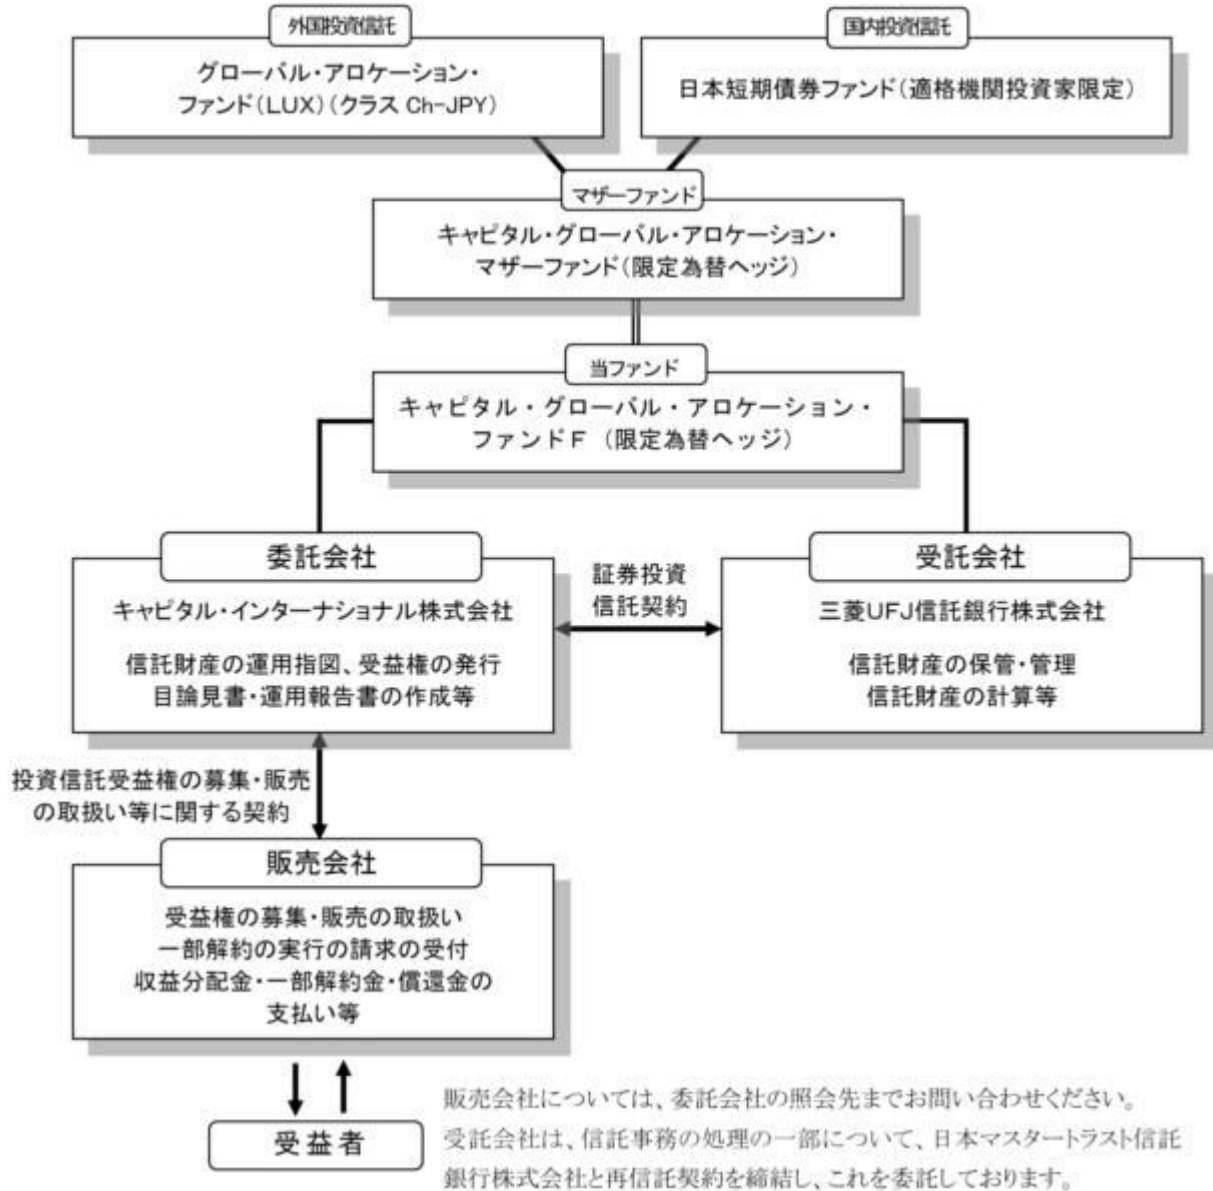 外国投資信託
グローバル・アロケーション・
ファンド(LUX)(クラス Ch-JPY)
国内投資信託
日本短期債券ファンド(適格機関投資家限定)
マザーファンド
キャピタル・グローバル・アロケーション・
マザーファンド(限定為替ヘッジ)
当ファンド
キャピタル・グローバル・アロケーション・
ファンドF (限定為替ヘッジ)
委託会社
キャピタル・インターナショナル株式会社
信託財産の運用指図、受益権の発行
目論見書・運用報告書の作成等
証券投資
信託契約
受託会社
三菱UFJ信託銀行株式会社
信託財産の保管・管理
信託財産の計算等
投資信託受益権の募集・販売
の取扱い等に関する契約
販売会社
受益権の募集・販売の取扱い
一部解約の実行の請求の受付
収益分配金・一部解約金・償還金の
支払い等
受益者
販売会社については、委託会社の照会先までお問い合わせください。
受託会社は、信託事務の処理の一部について、日本マスタートラスト信託
銀行株式会社と再信託契約を締結し、これを委託しております。